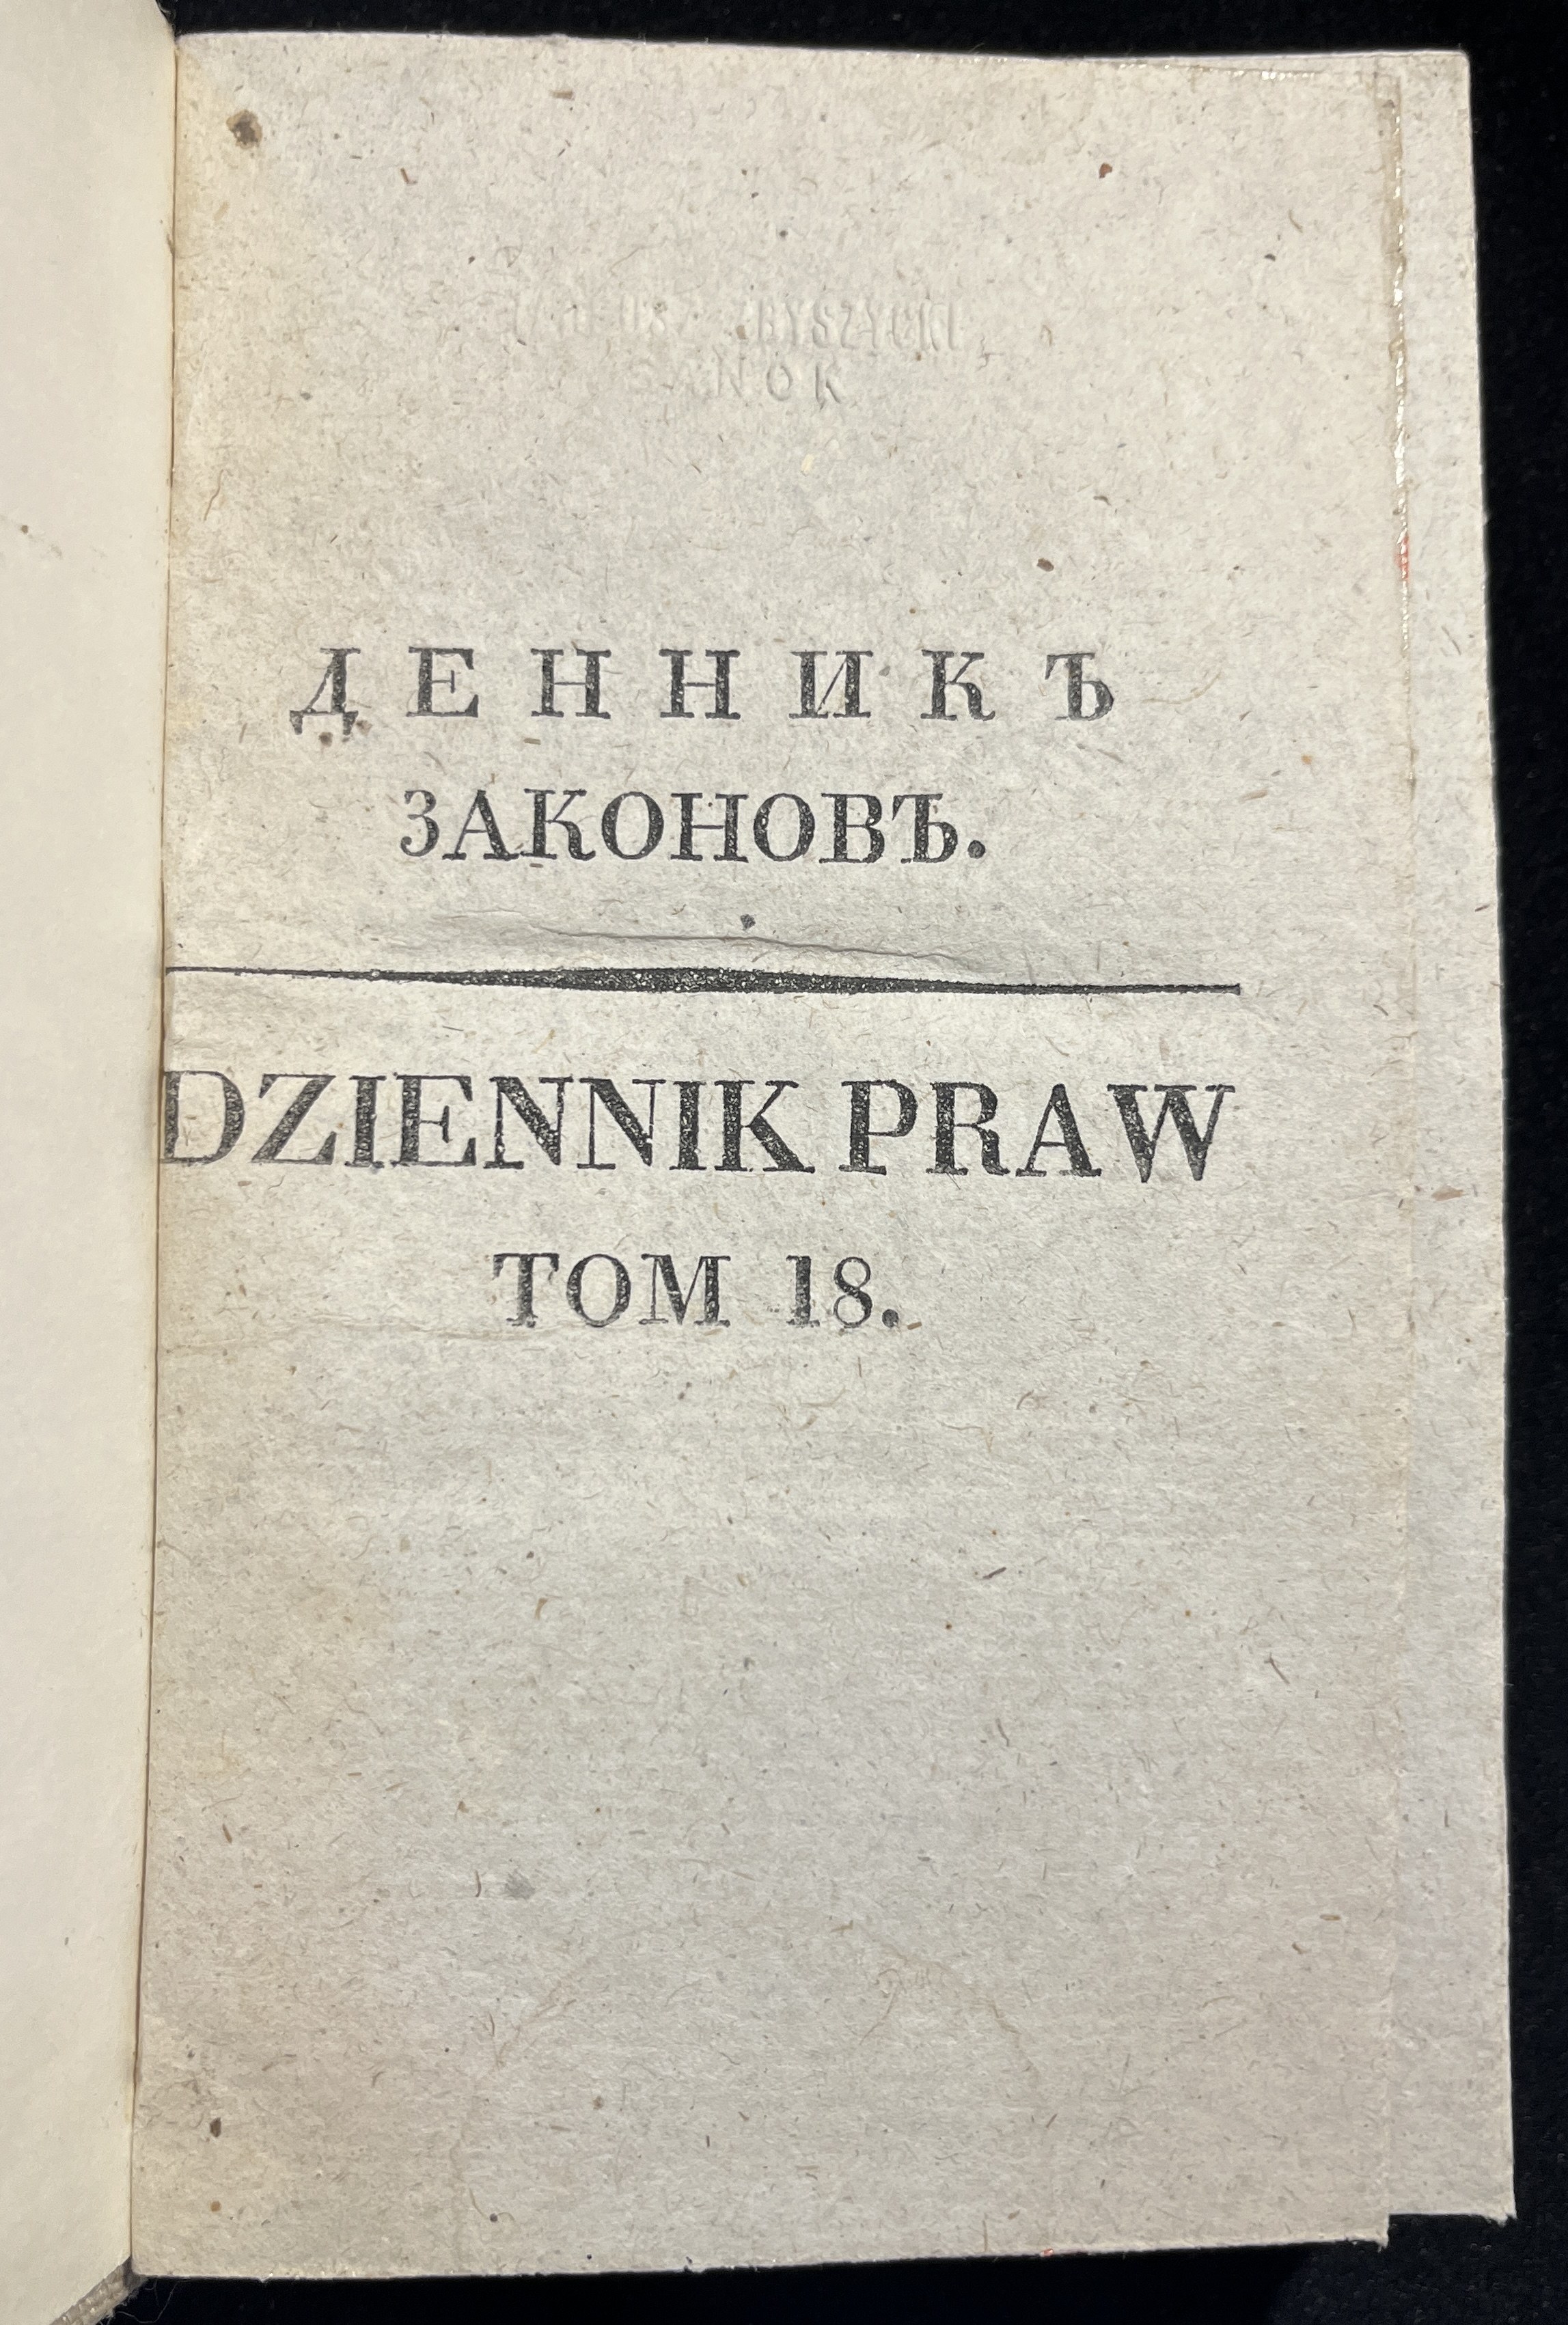 SANOK
ДЕННИКЪ
ЗАКОНОВЪ.
DZIENNIK PRAW
TOM 18.